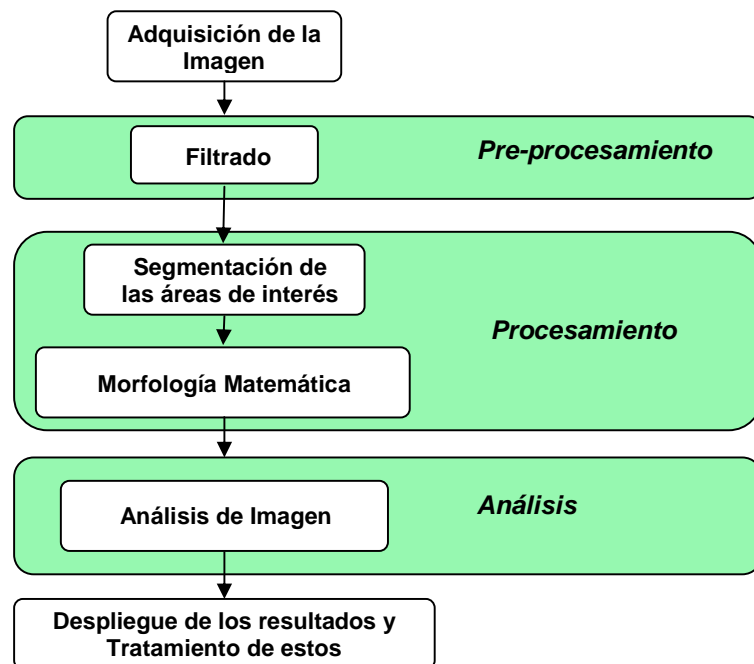 Adquisición de la
Imagen
Filtrado
Pre-procesamiento
Segmentación de
las áreas de interés
Procesamiento
Morfología Matemática
Análisis de Imagen
Análisis
Despliegue de los resultados y
Tratamiento de estos